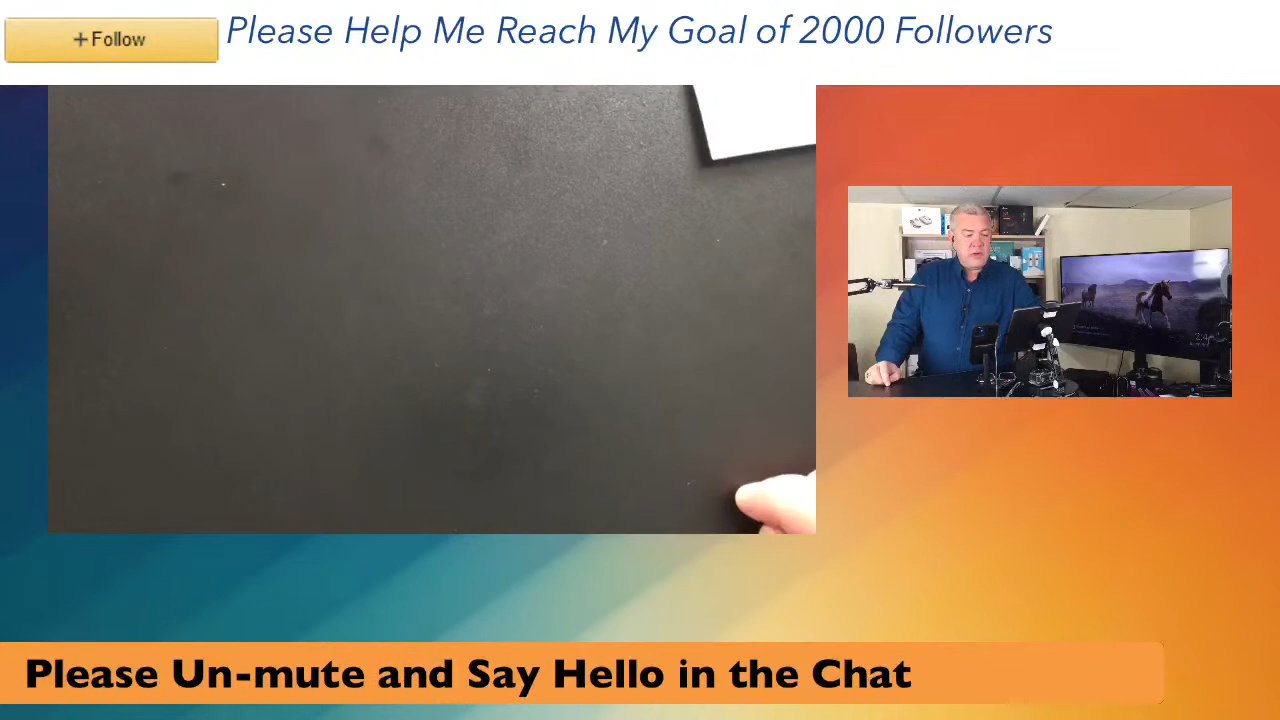 +Follow
Please Help Me Reach My Goal of 2000 Followers
Please Un-mute and Say Hello in the Chat